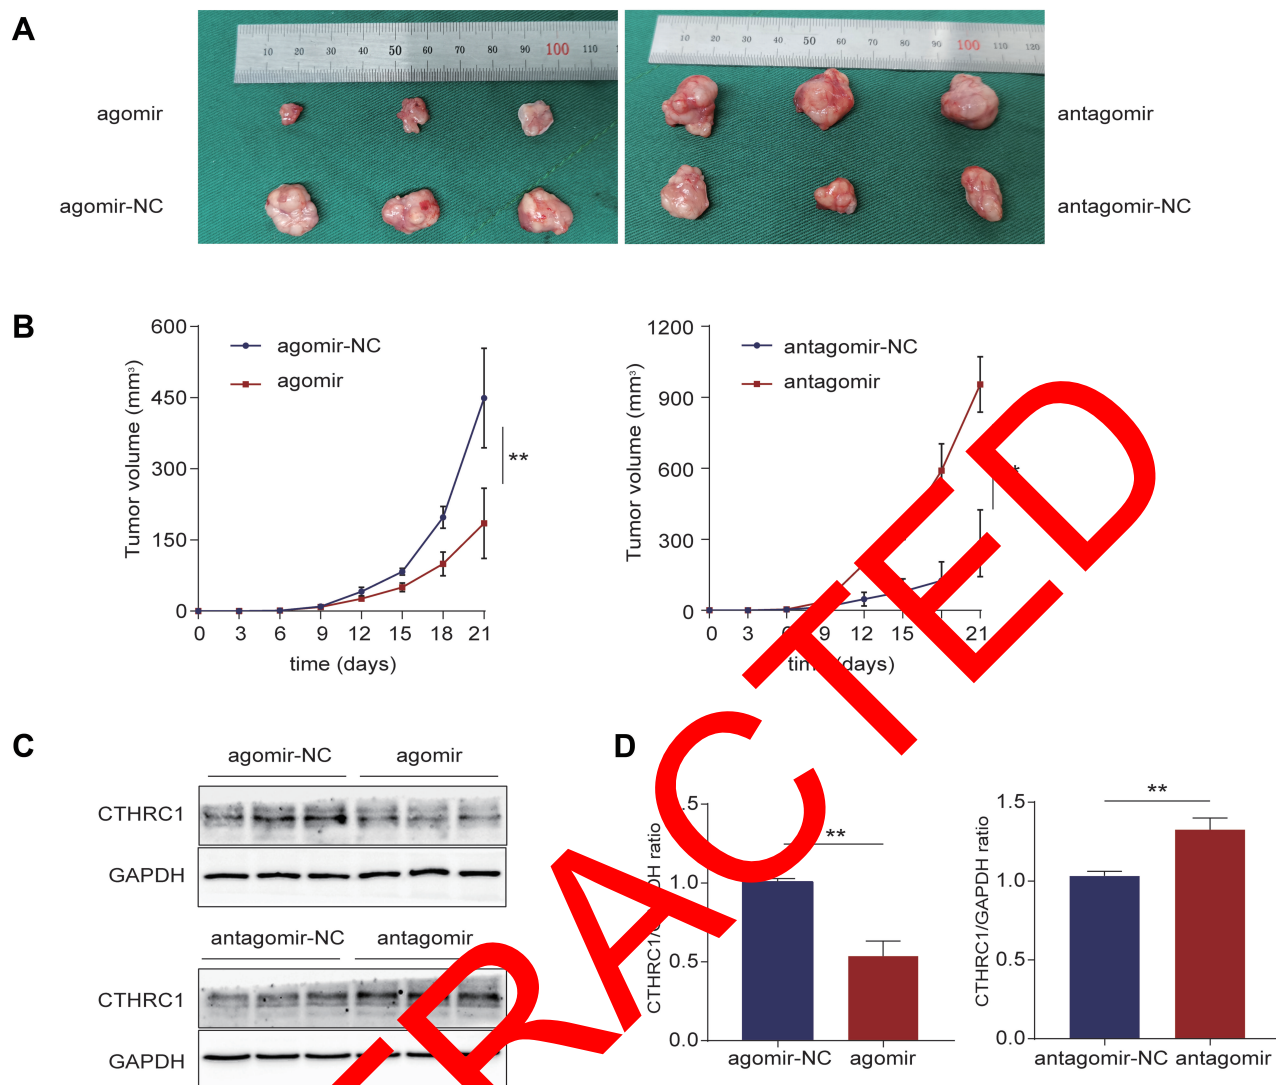 A
10 20 30 40 50 60 70 80 90 100 110
10 20 30 40 50 60 70 80 90 100 110 120
agomir
antagomir
agomir-NC
antagomir-NC
B
600
450
300
150
0
Tumor volume (mm³)
agomir-NC
agomir
**
0 3 6 9 12 15 18 21
time (days)
1200
900
600
300
0
Tumor volume (mm³)
antagomir-NC
antagomir
0 3 6 9 12 15 21
(days)
C
agomir-NC agomir
CTHRC1
GAPDH
antagomir-NC antagomir
CTHRC1
GAPDH
D
1.0
0.5
0.0
ratio
**
agomir-NC agomir
1.5
1.0
0.5
0.0
CTHRC1/GAPDH ratio
**
antagomir-NC antagomir
TRACTED